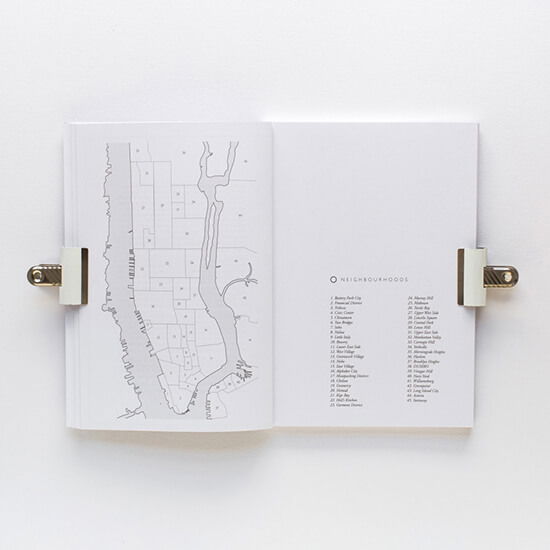 NEIGHBOURHOODS
1. Battery Park City
2. Financial District
3. Tribeca
4. Civic Center
5. Chinatown
6. Two Bridges
7. Soho
8. Nolita
9. Little Italy
10. Bowery
11. Lower East Side
12. West Village
13. Greenwich Village
14. Noho
15. East Village
16. Alphabet City
17. Meatpacking District
18. Chelsea
19. Gramercy
20. Nomad
21. Kips Bay
22. Hell's Kitchen
23. Garment District
24. Murray Hill
25. Midtown
26. Turtle Bay
27. Upper West Side
28. Lincoln Square
29. Central Park
30. Lenox Hill
31. Upper East Side
32. Manhattan Valley
33. Carnegie Hill
34. Yorkville
35. Morningside Heights
36. Harlem
37. Brooklyn Heights
38. DUMBO
39. Vinegar Hill
40. Navy Yard
41. Williamsburg
42. Greenpoint
43. Long Island City
44. Astoria
45. Sunnyside